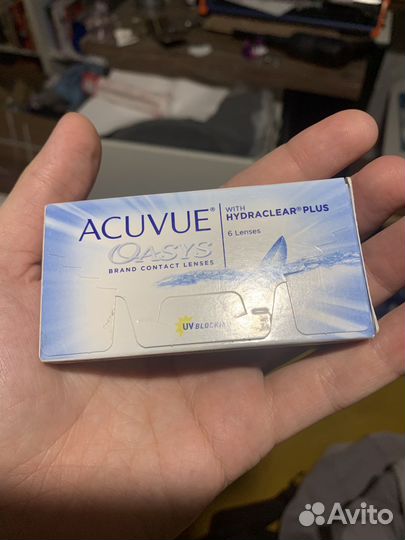 ACUVUE®
OASYS
BRAND CONTACT LENSES
WITH
HYDRACLEAR® PLUS
6 Lenses
UV BLOCKING
Avito